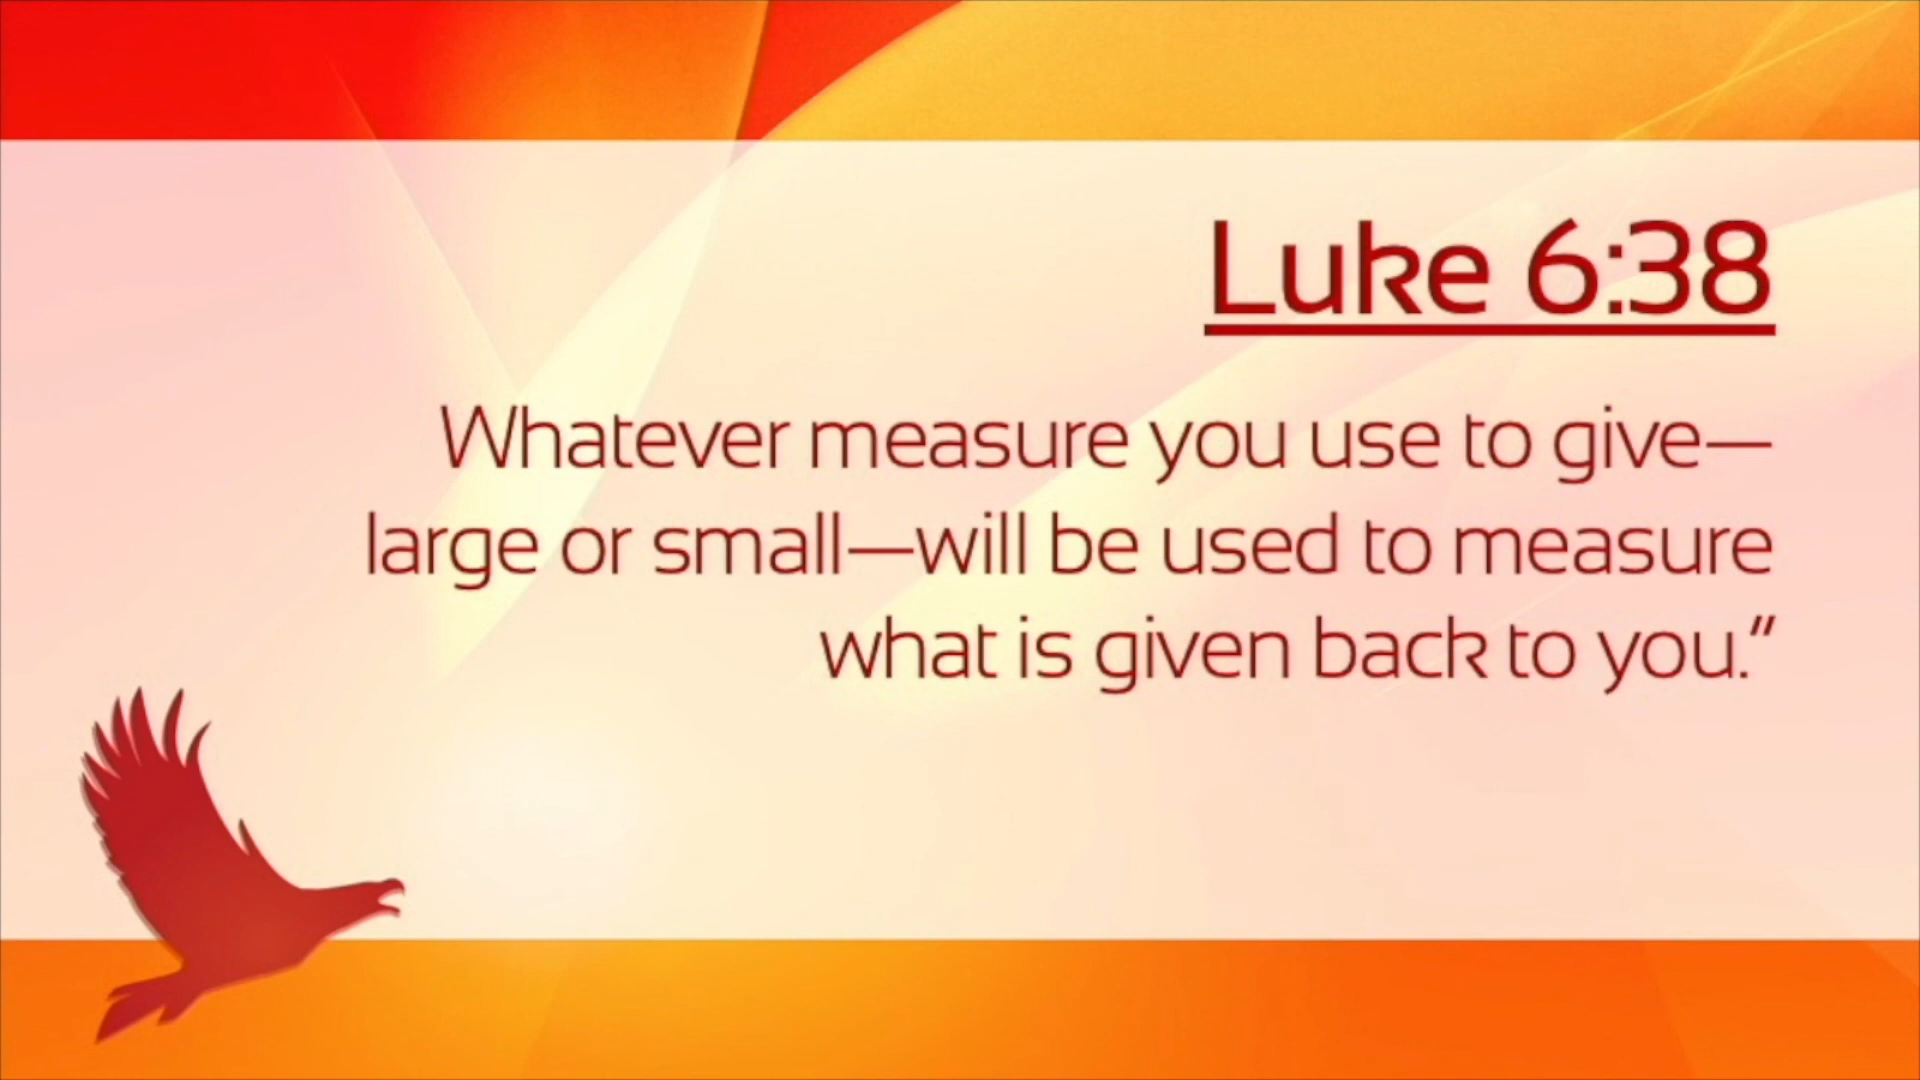 Luke 6:38
Whatever measure you use to give—
large or small—will be used to measure
what is given back to you.”